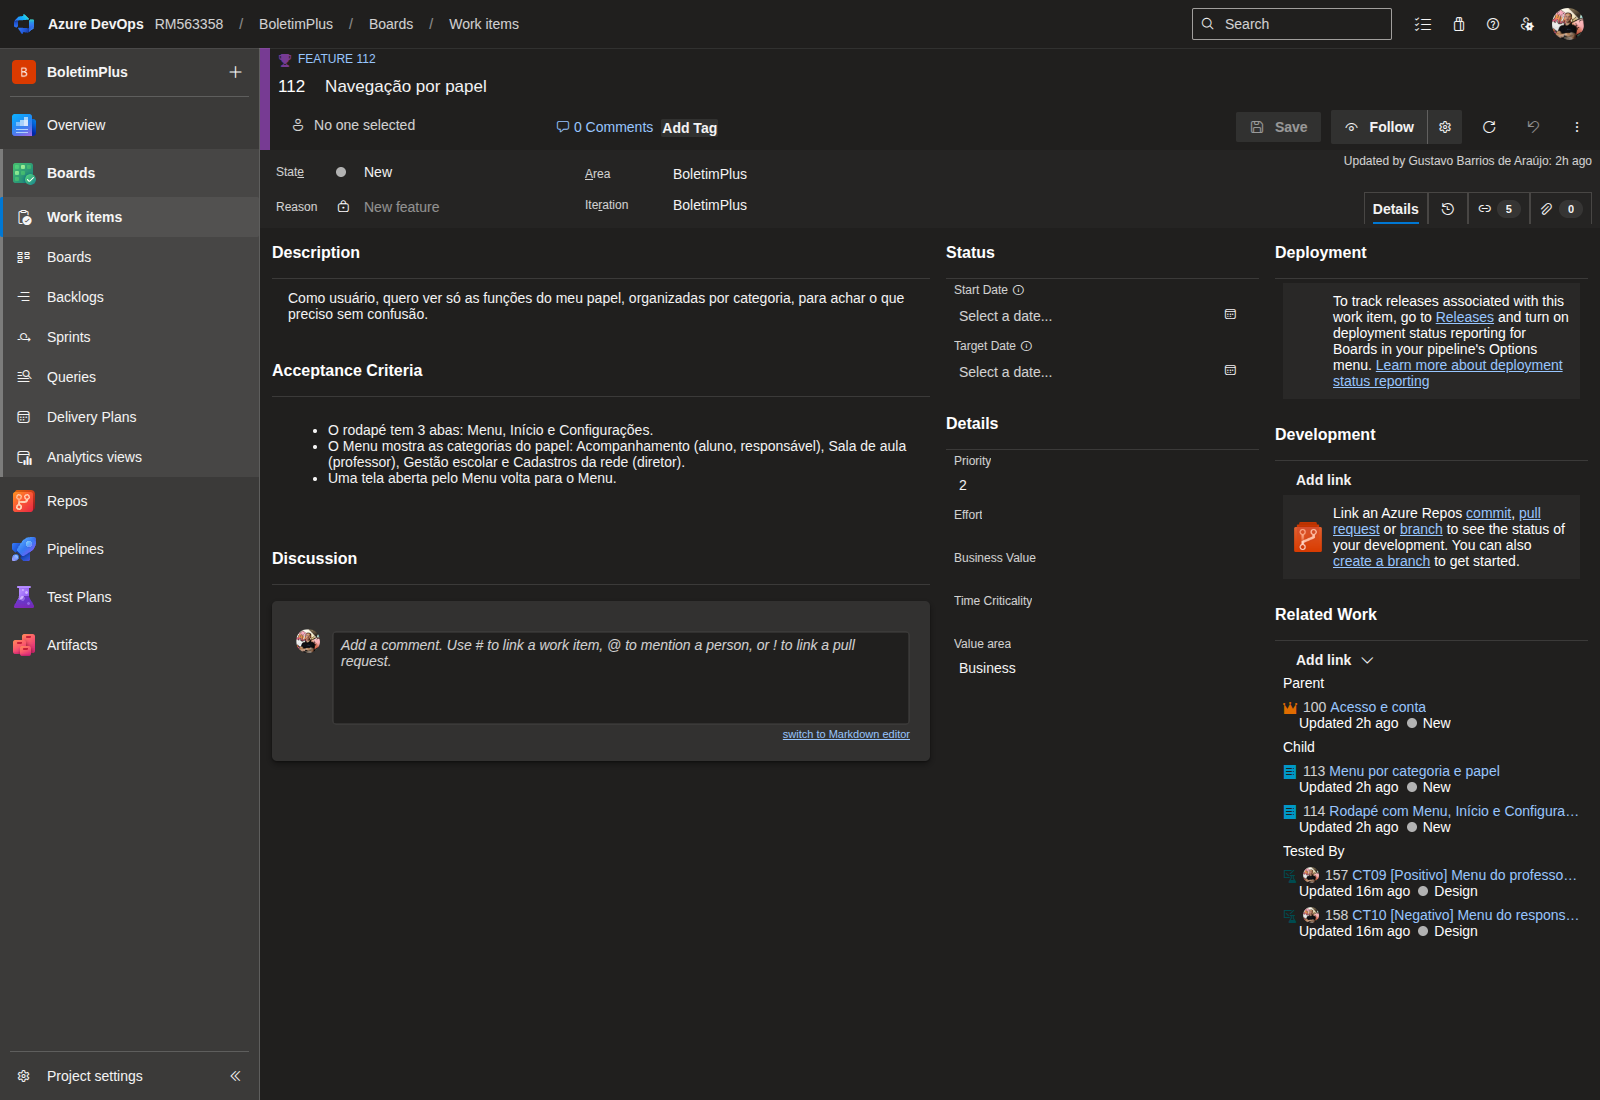 Azure DevOps RM563358 / BoletimPlus / Boards / Work items
Search
B BoletimPlus
Overview
Boards
Work items
Boards
Backlogs
Sprints
Queries
Delivery Plans
Analytics views
Repos
Pipelines
Test Plans
Artifacts
Project settings
FEATURE 112
112 Navegação por papel
No one selected
0 Comments
Add Tag
Save
Follow
Updated by Gustavo Barrios de Araújo: 2h ago
State New
Area BoletimPlus
Reason New feature
Iteration BoletimPlus
Details
5
0
Description
Como usuário, quero ver só as funções do meu papel, organizadas por categoria, para achar o que
preciso sem confusão.
Acceptance Criteria
O rodapé tem 3 abas: Menu, Início e Configurações.
O Menu mostra as categorias do papel: Acompanhamento (aluno, responsável), Sala de aula
(professor), Gestão escolar e Cadastros da rede (diretor).
Uma tela aberta pelo Menu volta para o Menu.
Discussion
Add a comment. Use # to link a work item, @ to mention a person, or ! to link a pull
request.
switch to Markdown editor
Status
Start Date
Select a date...
Target Date
Select a date...
Details
Priority
2
Effort
Business Value
Time Criticality
Value area
Business
Deployment
To track releases associated with this
work item, go to Releases and turn on
deployment status reporting for
Boards in your pipeline's Options
menu. Learn more about deployment
status reporting
Development
Add link
Link an Azure Repos commit, pull
request or branch to see the status of
your development. You can also
create a branch to get started.
Related Work
Add link
Parent
100 Acesso e conta
Updated 2h ago New
Child
113 Menu por categoria e papel
Updated 2h ago New
114 Rodapé com Menu, Início e Configura…
Updated 2h ago New
Tested By
157 CT09 [Positivo] Menu do professo…
Updated 16m ago Design
158 CT10 [Negativo] Menu do respons…
Updated 16m ago Design